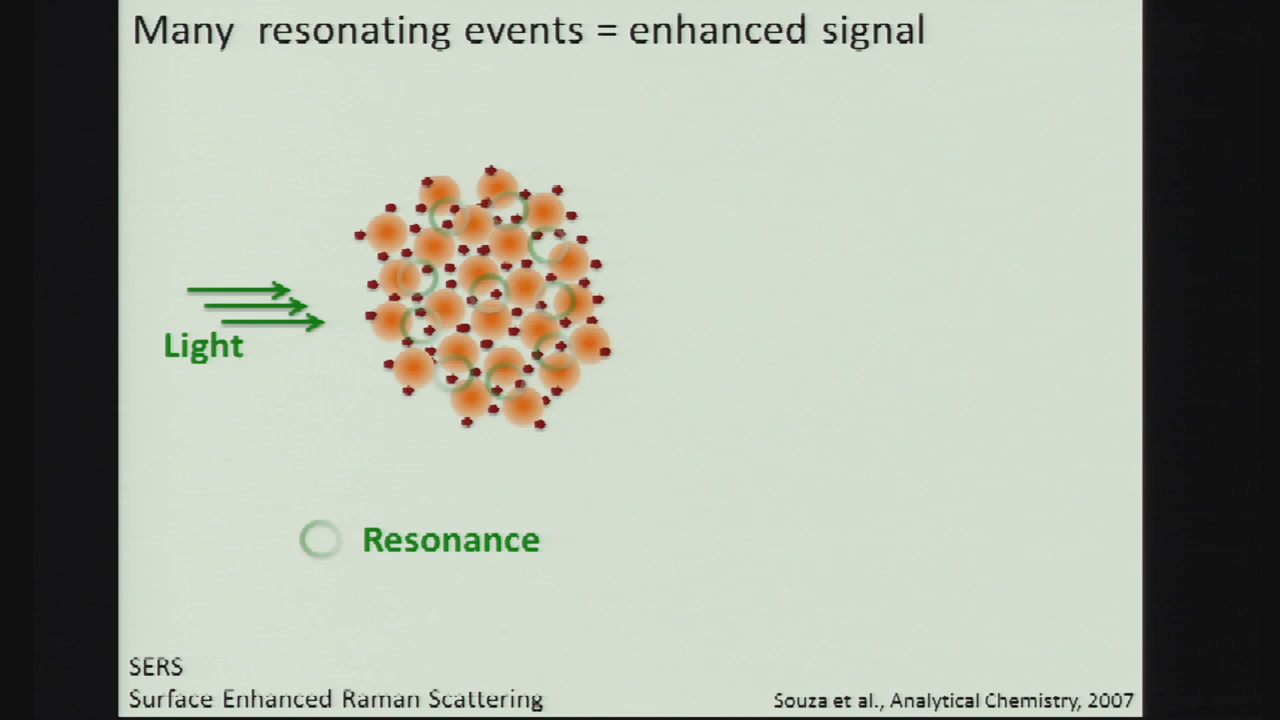 Many resonating events = enhanced signal
Light
Resonance
SERS
Surface Enhanced Raman Scattering
Souza et al., Analytical Chemistry, 2007